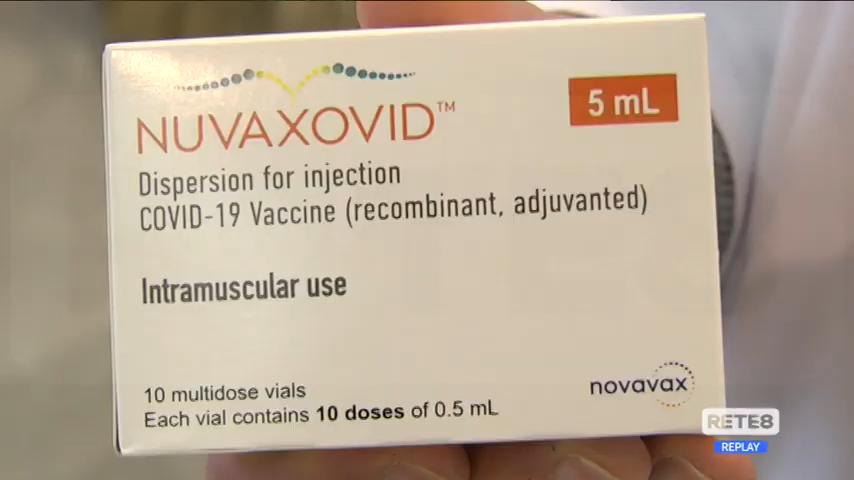 NUVAXOVID™
5 mL
Dispersion for injection
COVID-19 Vaccine (recombinant, adjuvanted)
Intramuscular use
10 multidose vials
Each vial contains 10 doses of 0.5 mL
novavax
RETE8
REPLAY